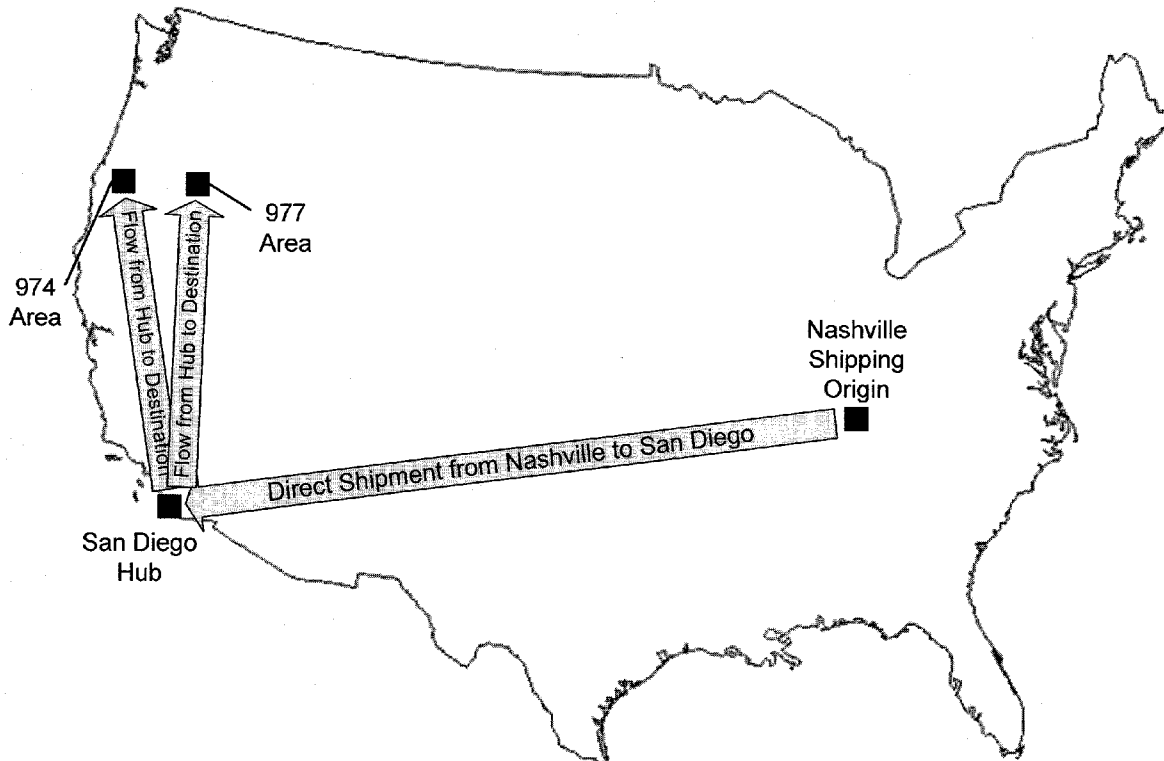 977
Area
974
Area
Flow from Hub to Destination
Flow from Hub to Destination
Nashville
Shipping
Origin
Direct Shipment from Nashville to San Diego
San Diego
Hub